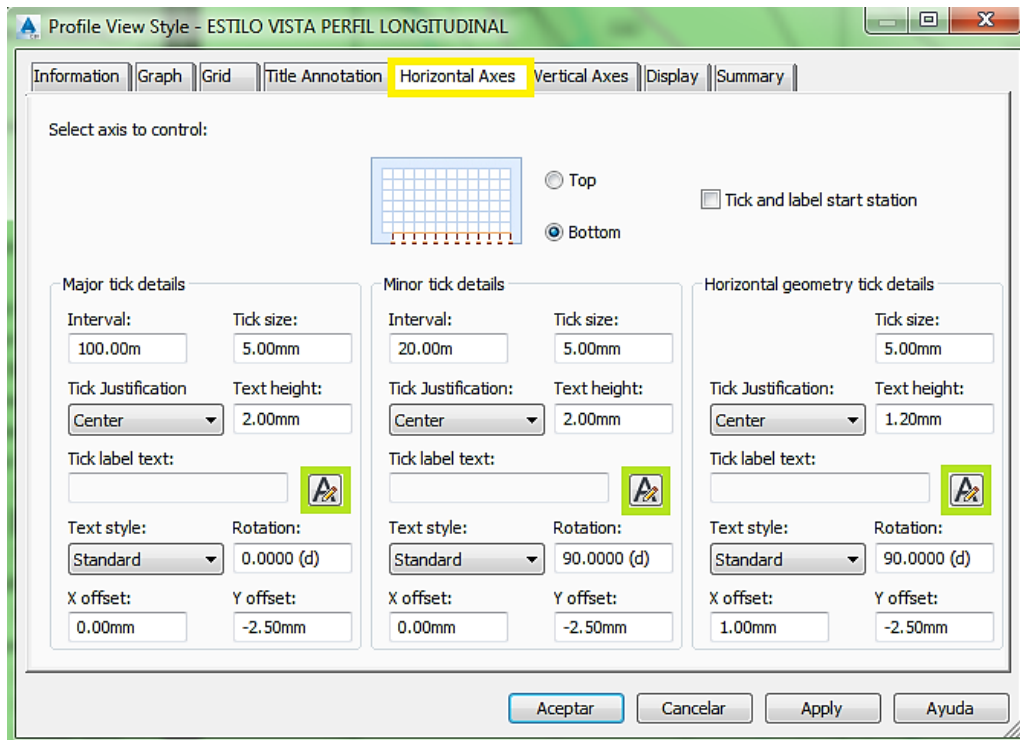 Profile View Style - ESTILO VISTA PERFIL LONGITUDINAL
Information Graph Grid Title Annotation Horizontal Axes Vertical Axes Display Summary
Select axis to control:
Top
Tick and label start station
Bottom
Major tick details Minor tick details Horizontal geometry tick details
Interval: Tick size: Interval: Tick size: Tick size:
100.00m 5.00mm 20.00m 5.00mm 5.00mm
Tick Justification Text height: Tick Justification: Text height: Tick Justification: Text height:
Center 2.00mm Center 2.00mm Center 1.20mm
Tick label text: Tick label text: Tick label text:
Text style: Rotation: Text style: Rotation: Text style: Rotation:
Standard 0.0000 (d) Standard 90.0000 (d) Standard 90.0000 (d)
X offset: Y offset: X offset: Y offset: X offset: Y offset:
0.00mm -2.50mm 0.00mm -2.50mm 1.00mm -2.50mm
Aceptar Cancelar Apply Ayuda